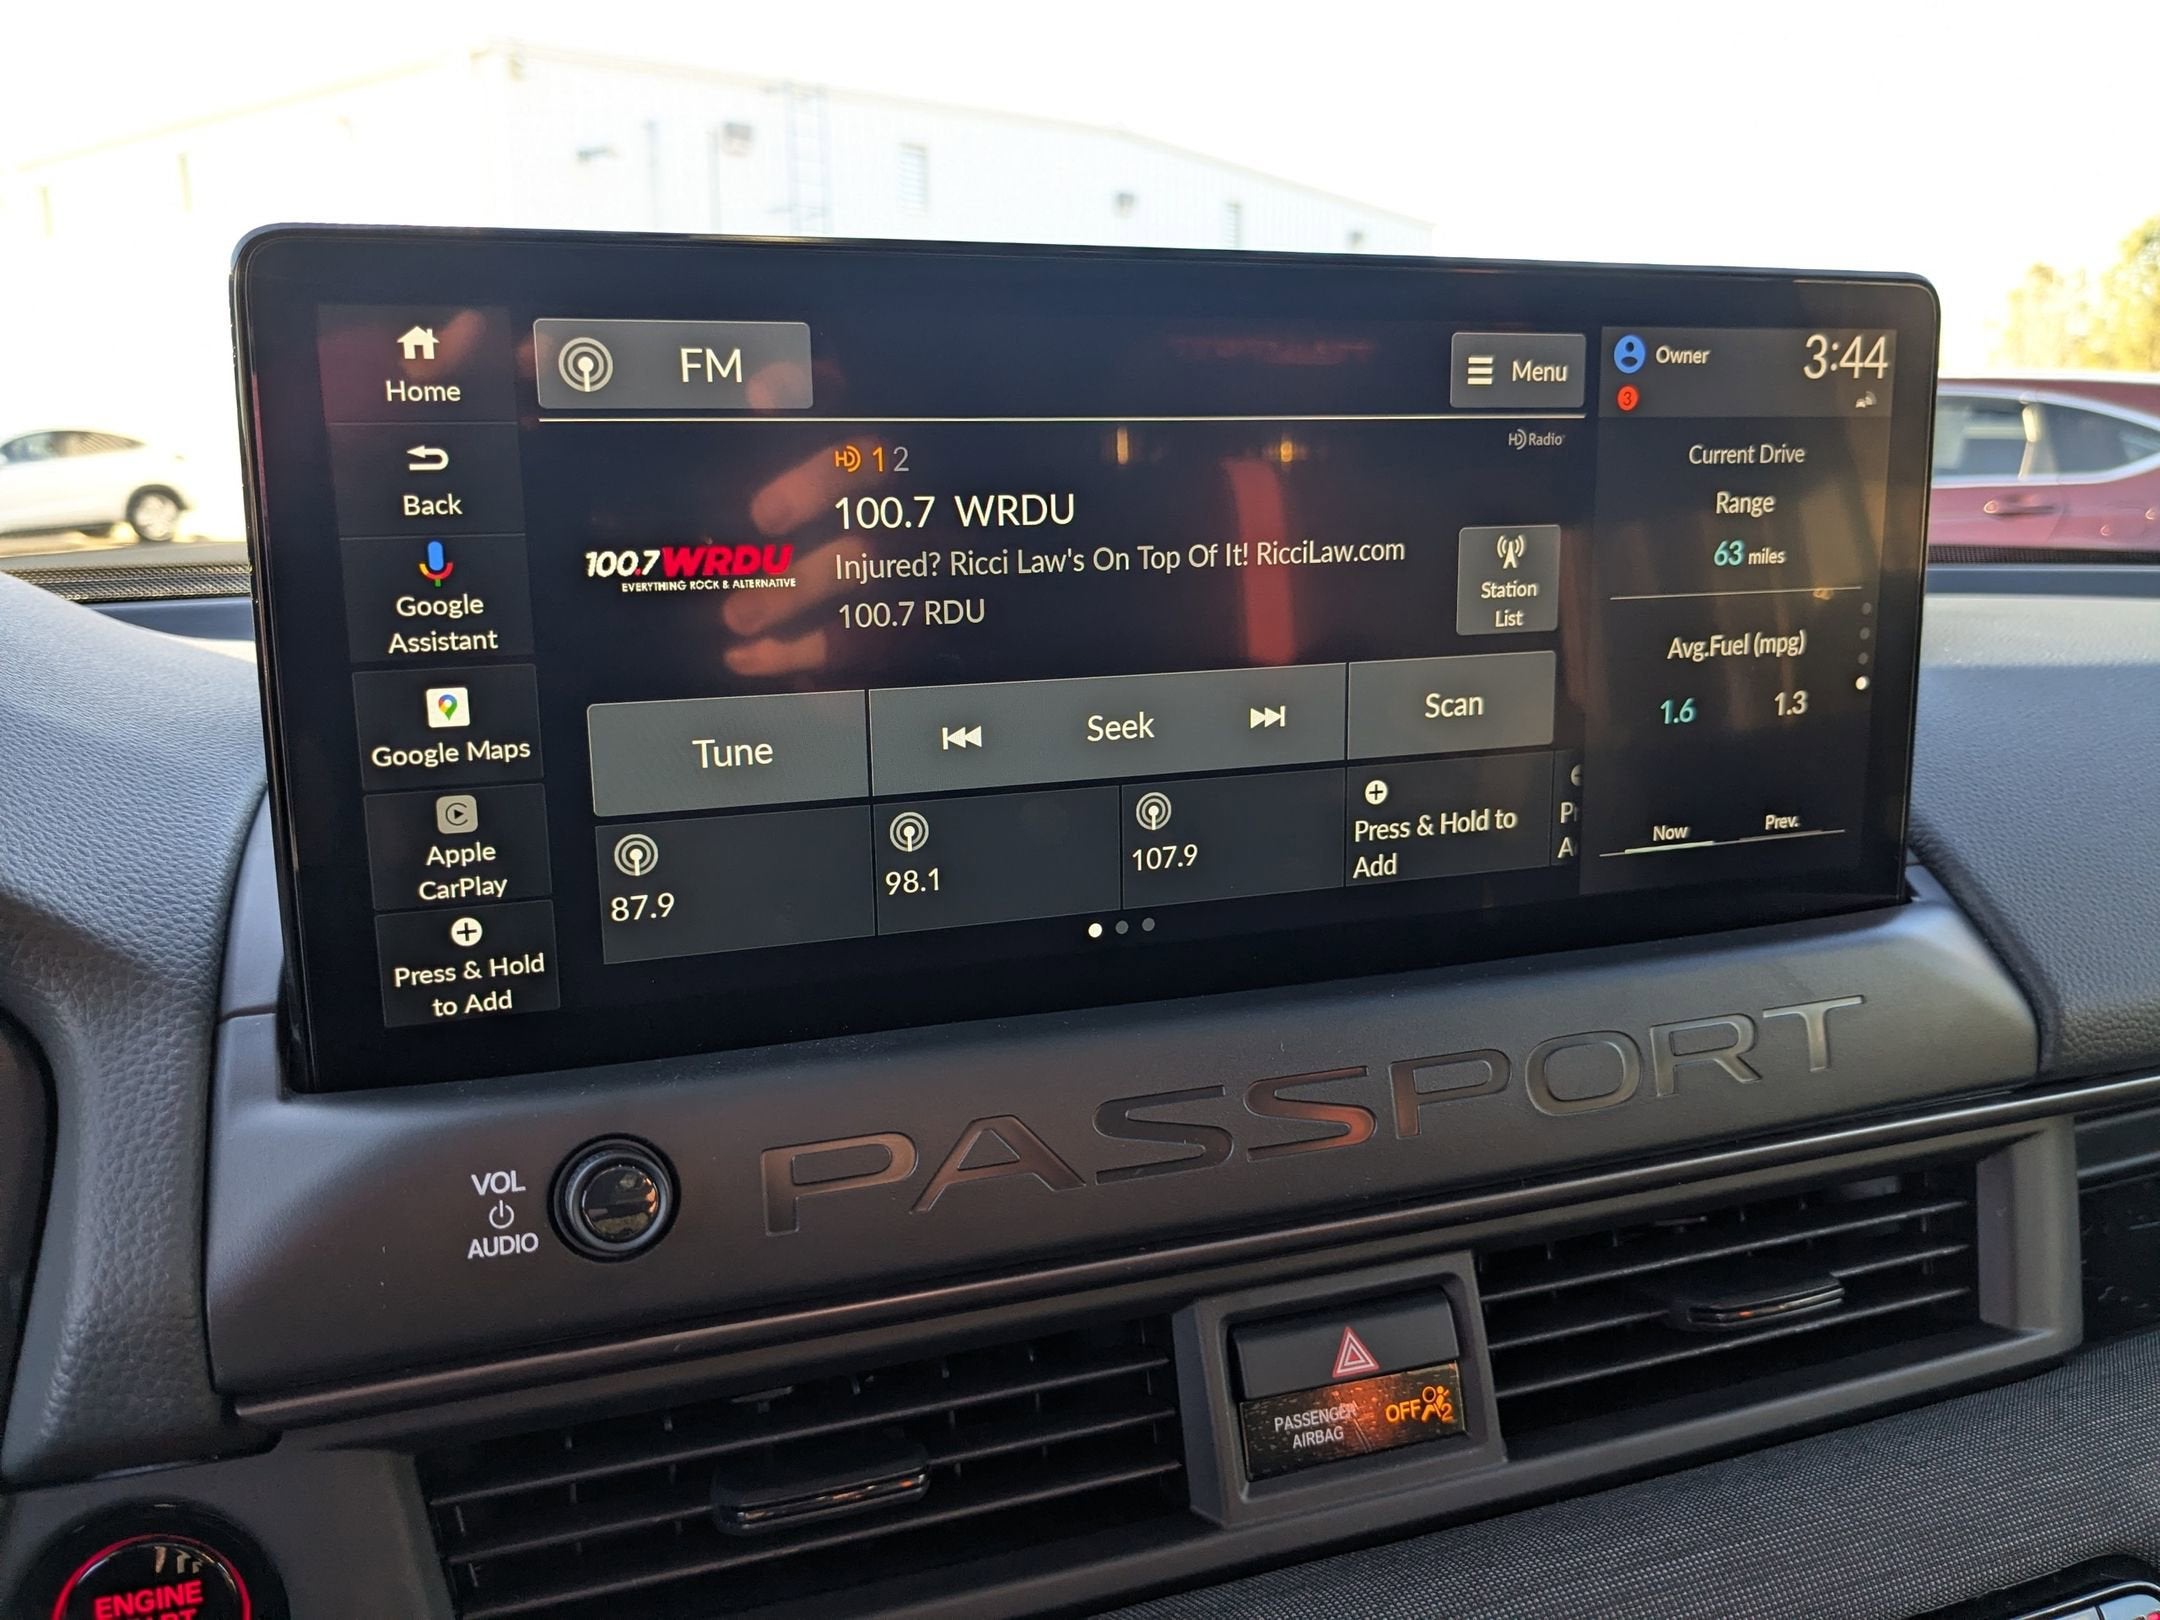 Home
Back
Google
Assistant
Google Maps
Apple
CarPlay
Press & Hold
to Add
FM
Menu
HD Radio
HD 1 2
100.7 WRDU
Injured? Ricci Law's On Top Of It! RicciLaw.com
100.7 RDU
100.7 WRDU
EVERYTHING ROCK & ALTERNATIVE
Station
List
Tune
Seek
Scan
87.9
98.1
107.9
Press & Hold to
Add
Owner
3
3:44
Current Drive
Range
63 miles
Avg.Fuel (mpg)
1.6 1.3
Now Prev.
PASSPORT
VOL
AUDIO
PASSENGER
AIRBAG
OFF 2
ENGINE